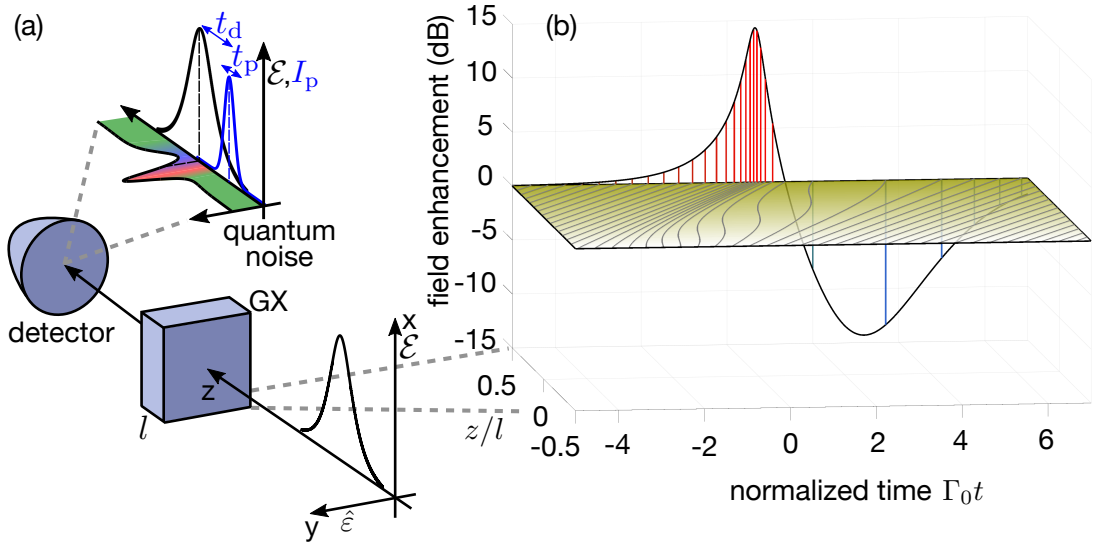 (a)
t_d
t_p
ℰ,I_p
quantum
noise
detector
GX
l
z
x
ℰ
y
ε̂
(b)
field enhancement (dB)
15
10
5
0
-5
-10
-15
0.5
0
-0.5
z/l
-4
-2
0
2
4
6
normalized time Γ₀t